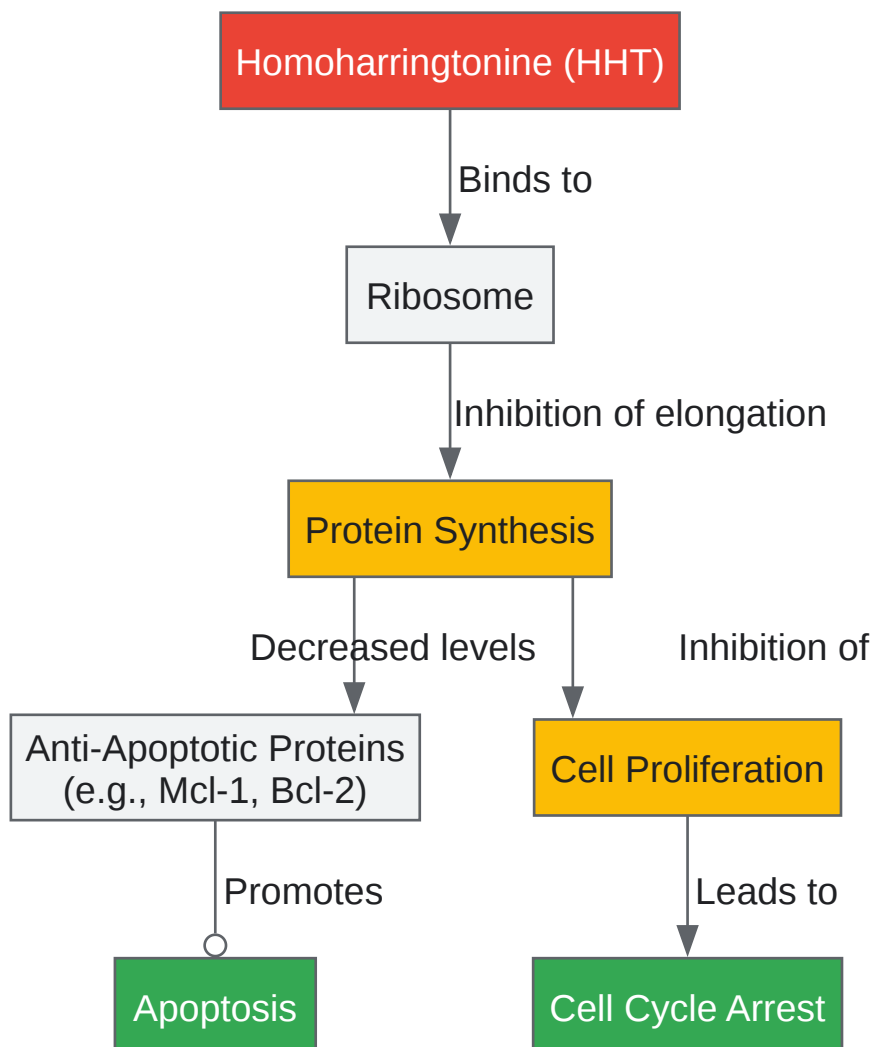 Homoharringtonine (HHT)
Binds to
Ribosome
Inhibition of elongation
Protein Synthesis
Decreased levels
Inhibition of
Anti-Apoptotic Proteins
(e.g., Mcl-1, Bcl-2)
Cell Proliferation
Promotes
Leads to
Apoptosis
Cell Cycle Arrest